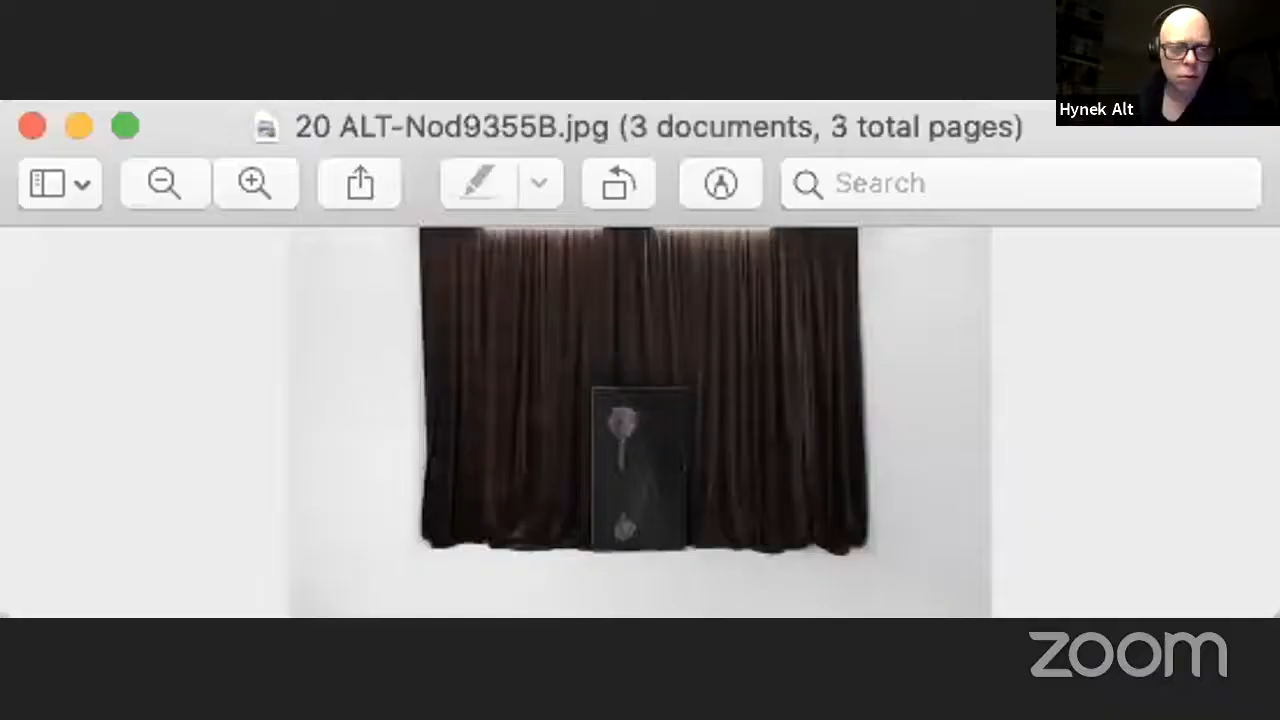 Hynek Alt
20 ALT-Nod9355B.jpg (3 documents, 3 total pages)
Search
zoom